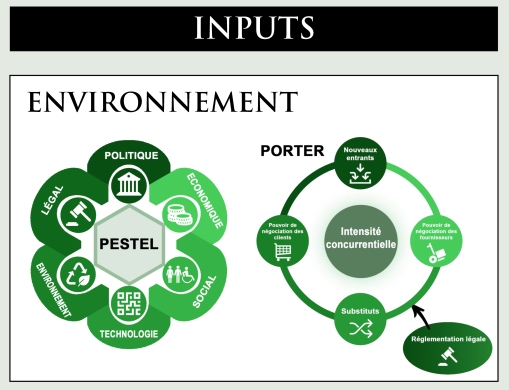 INPUTS
ENVIRONNEMENT
POLITIQUE
ECONOMIQUE
LÉGAL
PESTEL
ENVIRONNEMENT
SOCIAL
TECHNOLOGIE
PORTER
Nouveaux
entrants
Pouvoir de
négociation des
clients
Intensité
concurrentielle
Pouvoir de
négociation des
fournisseurs
Substituts
Réglementation légale